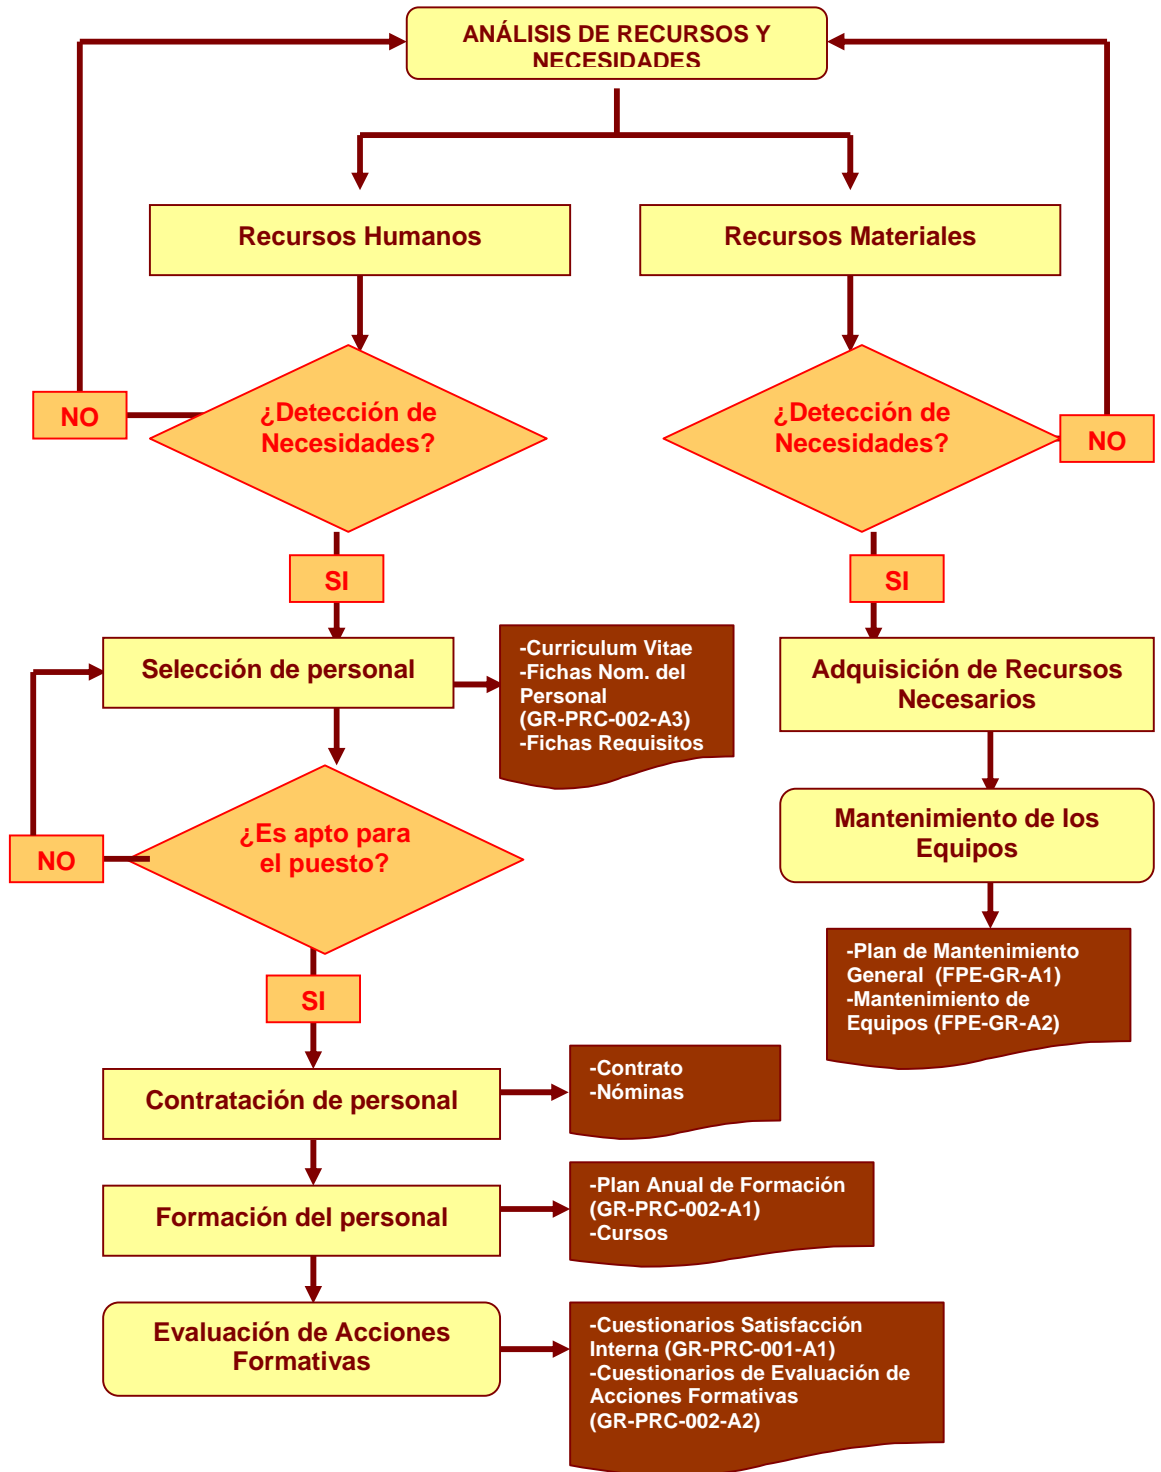 ANÁLISIS DE RECURSOS Y
NECESIDADES
Recursos Humanos
Recursos Materiales
¿Detección de
Necesidades?
NO
¿Detección de
Necesidades?
NO
SI
SI
Selección de personal
-Curriculum Vitae
-Fichas Nom. del
Personal
(GR-PRC-002-A3)
-Fichas Requisitos
Adquisición de Recursos
Necesarios
¿Es apto para
el puesto?
NO
Mantenimiento de los
Equipos
-Plan de Mantenimiento
General (FPE-GR-A1)
-Mantenimiento de
Equipos (FPE-GR-A2)
SI
Contratación de personal
-Contrato
-Nóminas
Formación del personal
-Plan Anual de Formación
(GR-PRC-002-A1)
-Cursos
Evaluación de Acciones
Formativas
-Cuestionarios Satisfacción
Interna (GR-PRC-001-A1)
-Cuestionarios de Evaluación de
Acciones Formativas
(GR-PRC-002-A2)